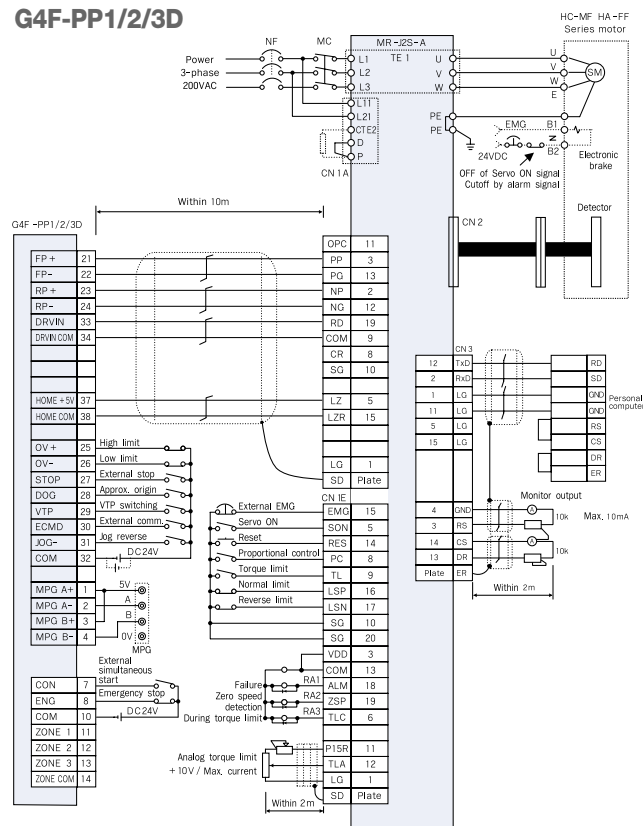 G4F-PP1/2/3D
HC-MF HA-FF
Series motor
NF
MC
MR-J2S-A
TE 1
Power
3-phase
200VAC
L1
L2
L3
L11
L21
CTE2
D
P
CN 1A
U
V
W
PE
PE
U
V
W
E
SM
EMG
B1
B2
Z
24VDC
Electronic
brake
OFF of Servo ON signal
Cutoff by alarm signal
Detector
CN 2
Within 10m
G4F -PP1/2/3D
FP + 21
FP- 22
RP + 23
RP- 24
DRVIN 33
DRVIN COM 34
HOME +5V 37
HOME COM 38
OV + 25 High limit
OV- 26 Low limit
STOP 27 External stop
DOG 28 Approx. origin
VTP 29 VTP switching
ECMD 30 External comm.
JOG- 31 Jog reverse
COM 32 DC24V
MPG A+ 1 5V
MPG A- 2 A
MPG B+ 3 B
MPG B- 4 0V
MPG
External
simultaneous
start
CON 7
ENG 8 Emergency stop
COM 10 DC24V
ZONE 1 11
ZONE 2 12
ZONE 3 13
ZONE COM 14
OPC 11
PP 3
PG 13
NP 2
NG 12
RD 19
COM 9
CR 8
SG 10
LZ 5
LZR 15
LG 1
SD Plate
CN 1E
External EMG EMG 15
Servo ON SON 5
Reset RES 14
Proportional control PC 8
Torque limit TL 9
Normal limit LSP 16
Reverse limit LSN 17
SG 10
SG 20
VDD 3
COM 13
Failure RA1 ALM 18
Zero speed
detection RA2 ZSP 19
During torque limit RA3 TLC 6
P15R 11
Analog torque limit
+10V / Max. current
TLA 12
LG 1
SD Plate
Within 2m
CN 3
12 TxD RD
2 RxD SD
1 LG GND
11 LG GND
5 LG RS
15 LG CS
DR
ER
Personal
computer
Monitor output
4 GND A 10k
3 RS
Max. 10mA
14 CS A 10k
13 DR
Plate ER
Within 2m